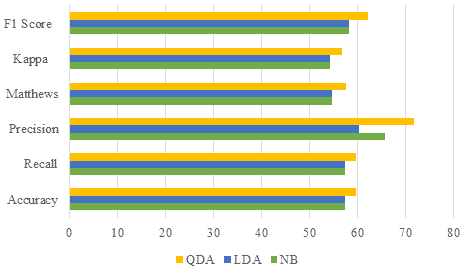 F1 Score
Kappa
Matthews
Precision
Recall
Accuracy
0 10 20 30 40 50 60 70 80
QDA LDA NB